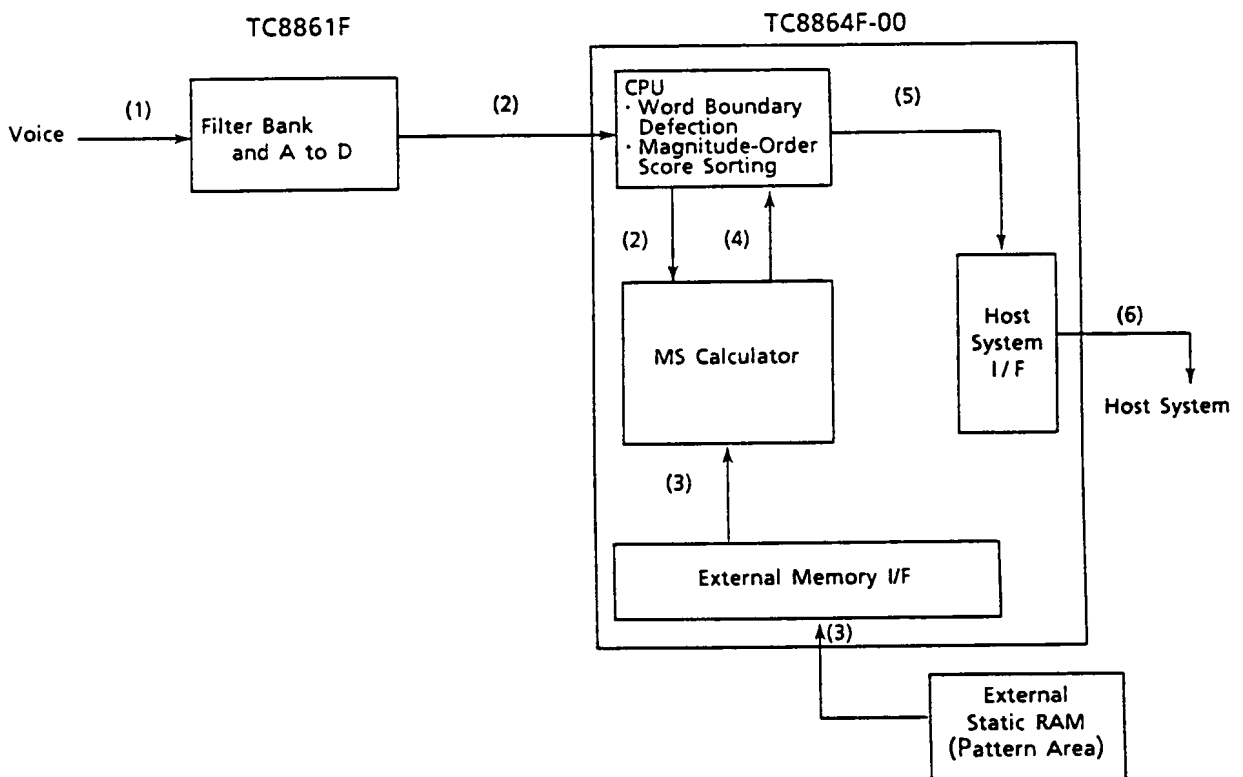 TC8861F
TC8864F-00
Voice
(1)
Filter Bank
and A to D
(2)
CPU
· Word Boundary
Defection
· Magnitude-Order
Score Sorting
(5)
(2)
(4)
MS Calculator
Host
System
I/F
(6)
Host System
(3)
External Memory I/F
(3)
External
Static RAM
(Pattern Area)